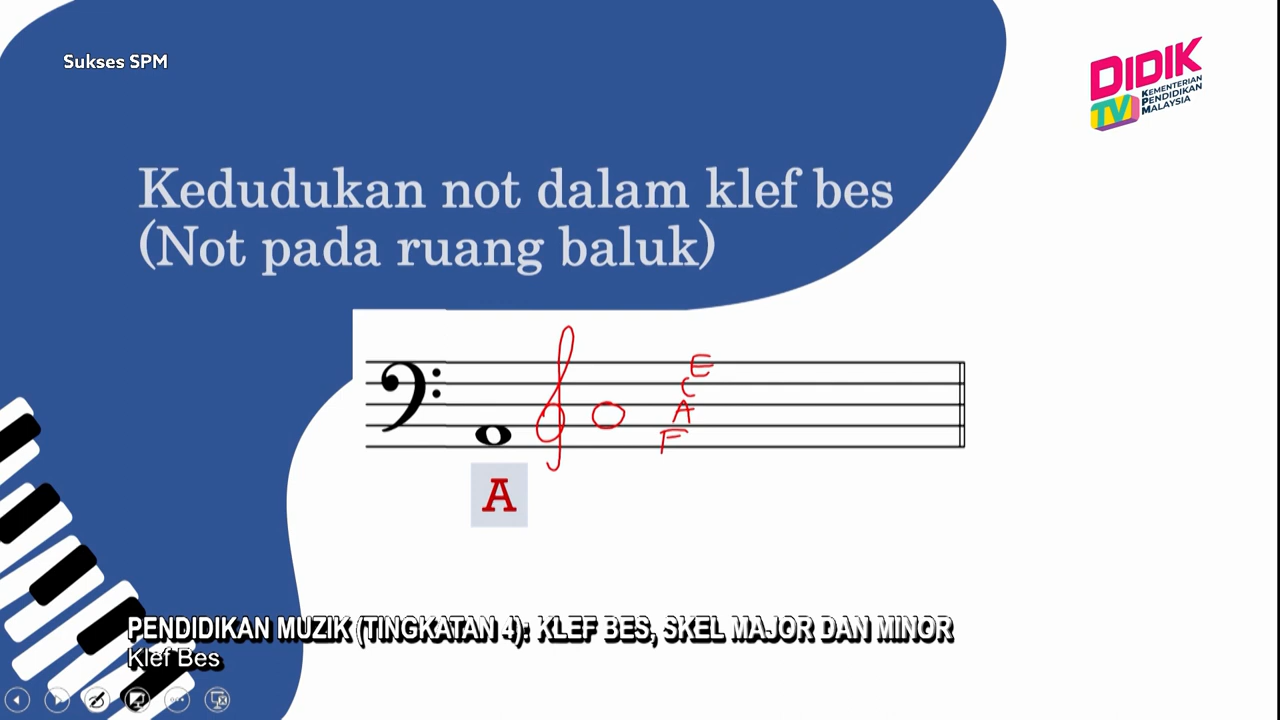 Sukses SPM
DIDIK
TV
KEMENTERIAN
PENDIDIKAN
MALAYSIA
Kedudukan not dalam klef bes
(Not pada ruang baluk)
E
C
A
F
A
PENDIDIKAN MUZIK (TINGKATAN 4): KLEF BES, SKEL MAJOR DAN MINOR
Klef Bes